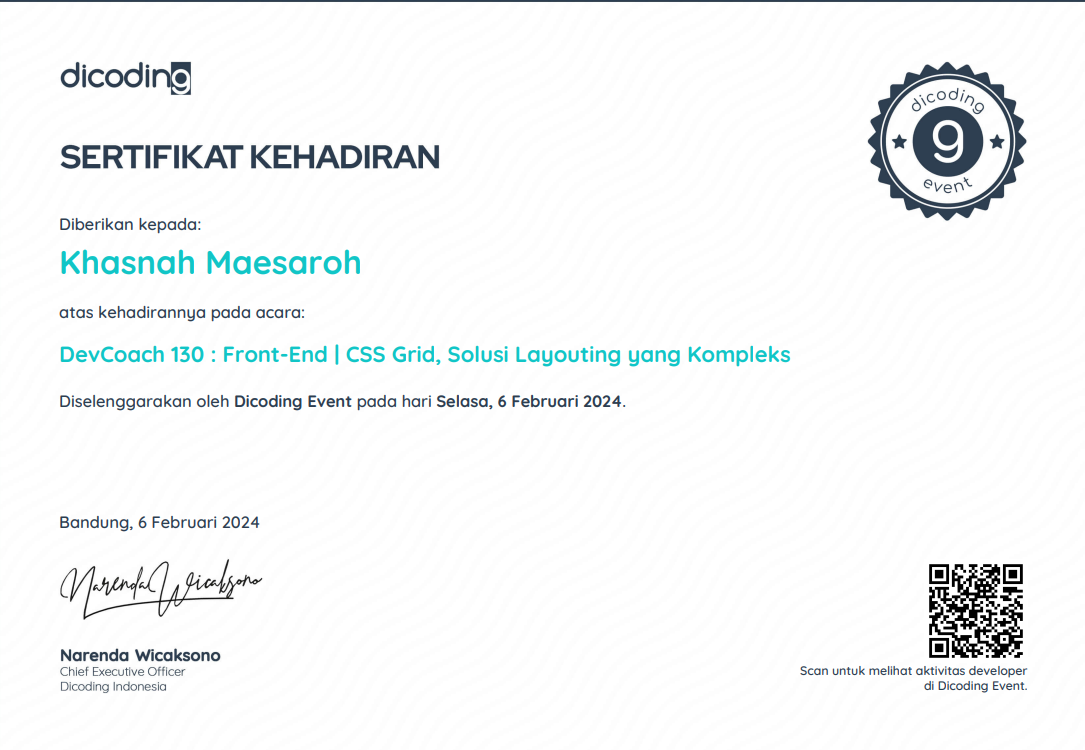 dicoding
SERTIFIKAT KEHADIRAN
dicoding
g
event
Diberikan kepada:
Khasnah Maesaroh
atas kehadirannya pada acara:
DevCoach 130 : Front-End | CSS Grid, Solusi Layouting yang Kompleks
Diselenggarakan oleh Dicoding Event pada hari Selasa, 6 Februari 2024.
Bandung, 6 Februari 2024
Narenda Wicaksono
Narenda Wicaksono
Chief Executive Officer
Dicoding Indonesia
Scan untuk melihat aktivitas developer
di Dicoding Event.